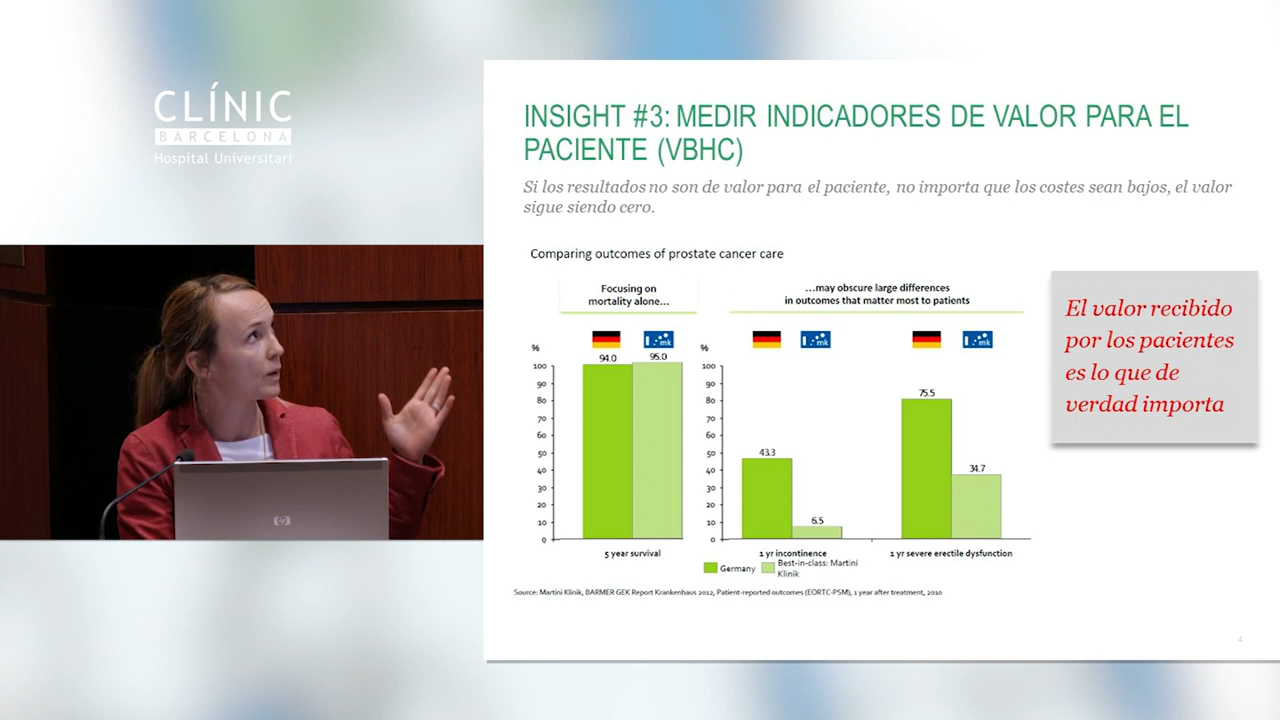 CLÍNIC
BARCELONA
Hospital Universitari
INSIGHT #3: MEDIR INDICADORES DE VALOR PARA EL
PACIENTE (VBHC)
Si los resultados no son de valor para el paciente, no importa que los costes sean bajos, el valor
sigue siendo cero.
Comparing outcomes of prostate cancer care
Focusing on
mortality alone...
...may obscure large differences
in outcomes that matter most to patients
mk
mk
mk
%
94.0
95.0
100
90
80
70
60
50
40
30
20
10
0
5 year survival
%
100
90
80
70
60
50
40
30
20
10
0
43.3
6.5
75.5
34.7
1 yr incontinence
1 yr severe erectile dysfunction
Germany
Best-in-class: Martini
Klinik
Source: Martini Klinik, BARMER GEK Report Krankenhaus 2012, Patient-reported outcomes (EORTC-PSM), 1 year after treatment, 2010
El valor recibido
por los pacientes
es lo que de
verdad importa
4
hp